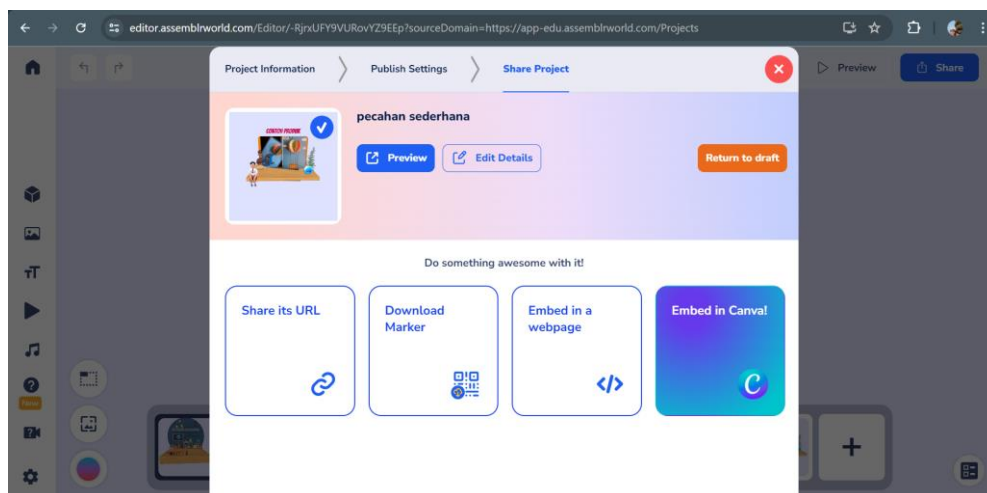 editor.assemblrworld.com/Editor/-RjrxUFY9VURovYZ9EEp?sourceDomain=https://app-edu.assemblrworld.com/Projects
Project Information
Publish Settings
Share Project
Preview
Share
pecahan sederhana
Preview
Edit Details
Return to draft
Do something awesome with it!
Share its URL
Download
Marker
Embed in a
webpage
Embed in Canva!
New